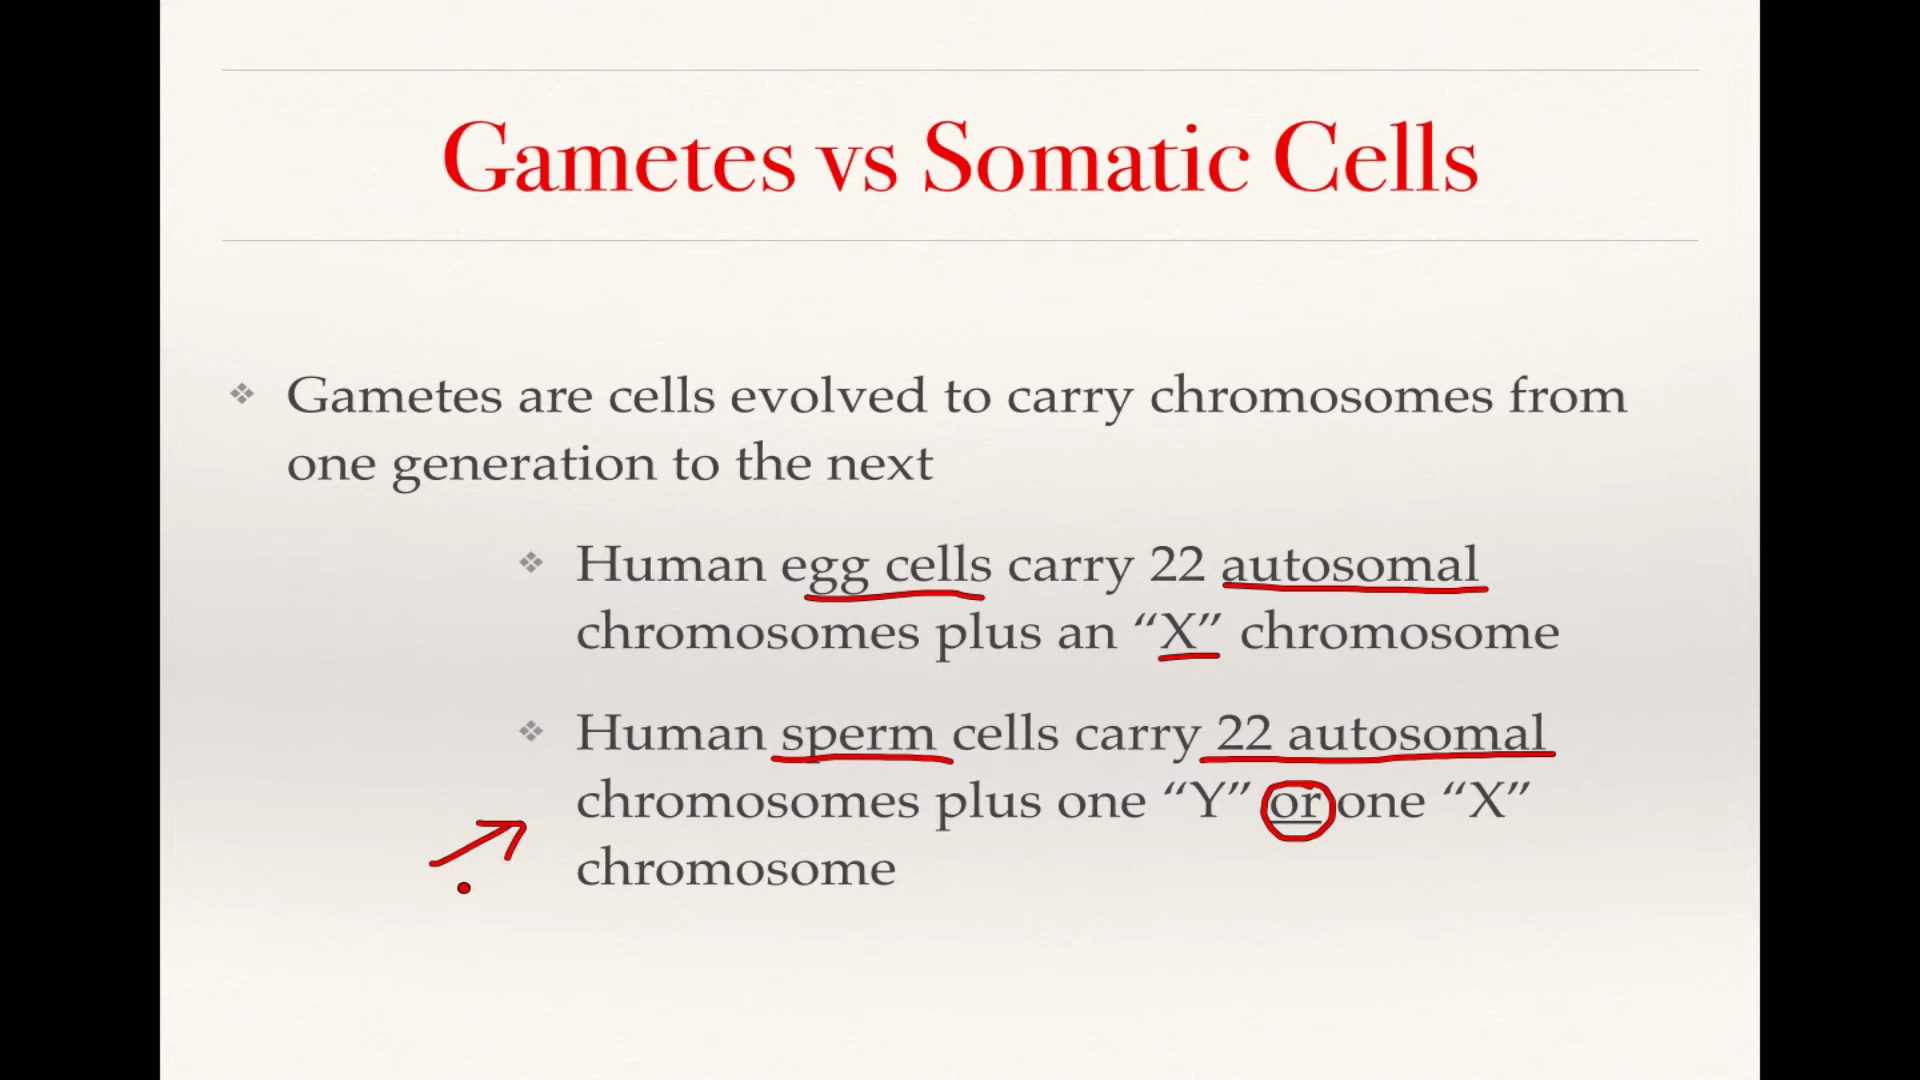 Gametes vs Somatic Cells
❖ Gametes are cells evolved to carry chromosomes from
one generation to the next
❖ Human egg cells carry 22 autosomal
chromosomes plus an “X” chromosome
❖ Human sperm cells carry 22 autosomal
chromosomes plus one “Y” or one “X”
chromosome